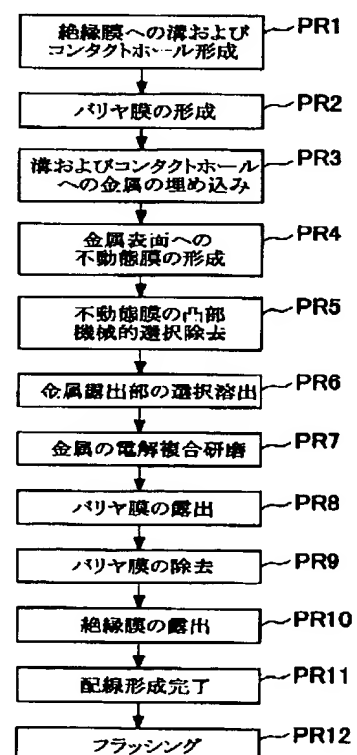 絶縁膜への溝および
コンタクトホール形成
PR1
バリヤ膜の形成
PR2
溝およびコンタクトホール
への金属の埋め込み
PR3
金属表面への
不動態膜の形成
PR4
不動態膜の凸部
機械的選択除去
PR5
金属露出部の選択溶出
PR6
金属の電解複合研磨
PR7
バリヤ膜の露出
PR8
バリヤ膜の除去
PR9
絶縁膜の露出
PR10
配線形成完了
PR11
フラッシング
PR12